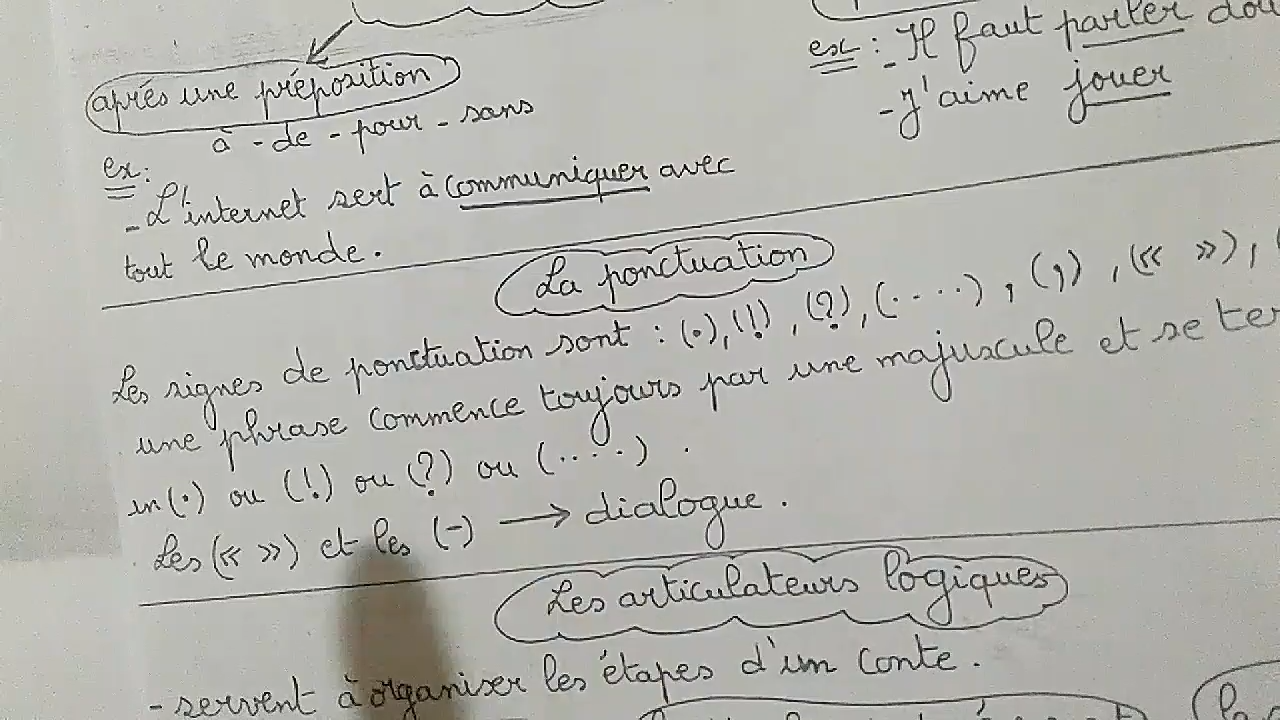 après une préposition
à - de - pour - sans
ex:
- L'internet sert à communiquer avec
tout le monde.
ex : - Il faut parler
- J'aime jouer
La ponctuation
Les signes de ponctuation sont : (.), (!), (?), (....), (,), (« »),
une phrase commence toujours par une majuscule et se ter
(.) ou (!) ou (?) ou (....) .
Les (« ») et les (-) → dialogue.
Les articulateurs logiques
- servent à organiser les étapes d'un conte.